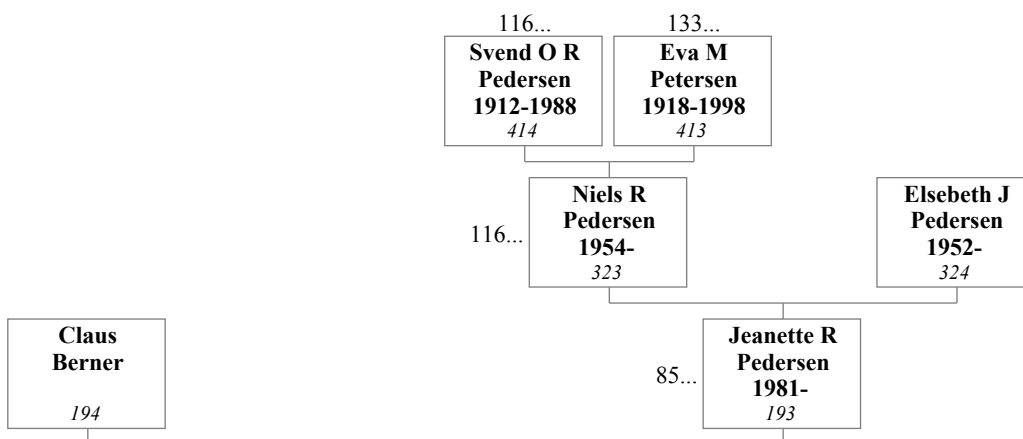 116...
133...
Svend O R
Pedersen
1912-1988
414
Eva M
Petersen
1918-1998
413
116...
Niels R
Pedersen
1954-
323
Elsebeth J
Pedersen
1952-
324
Claus
Berner
194
85...
Jeanette R
Pedersen
1981-
193